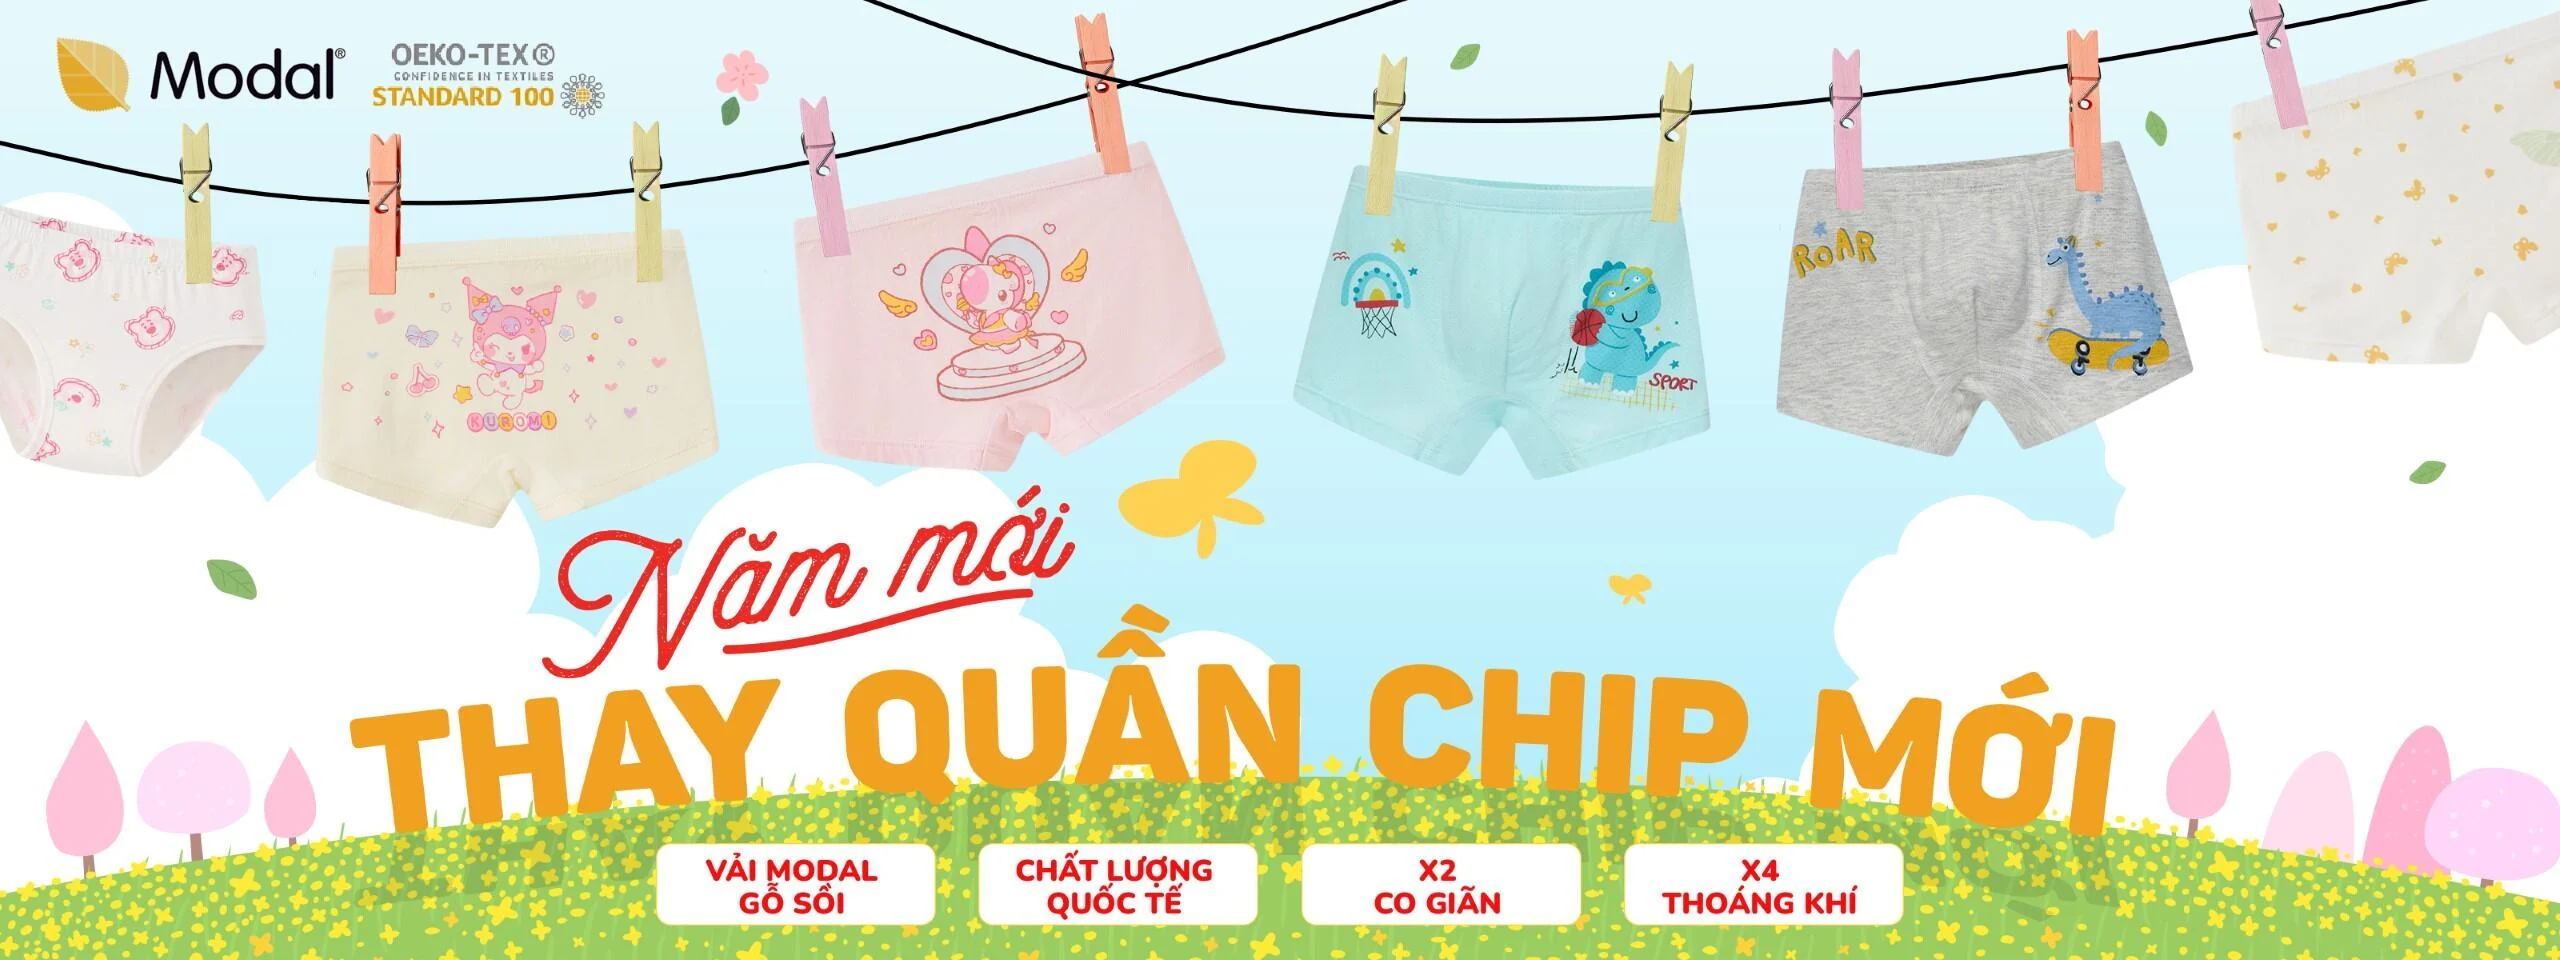 Modal®
OEKO-TEX®
CONFIDENCE IN TEXTILES
STANDARD 100
KUROMI
SPORT
ROAR
Năm mới
THAY QUẦN CHIP MỚI
VẢI MODAL
GỖ SỒI
CHẤT LƯỢNG
QUỐC TẾ
X2
CO GIÃN
X4
THOÁNG KHÍ